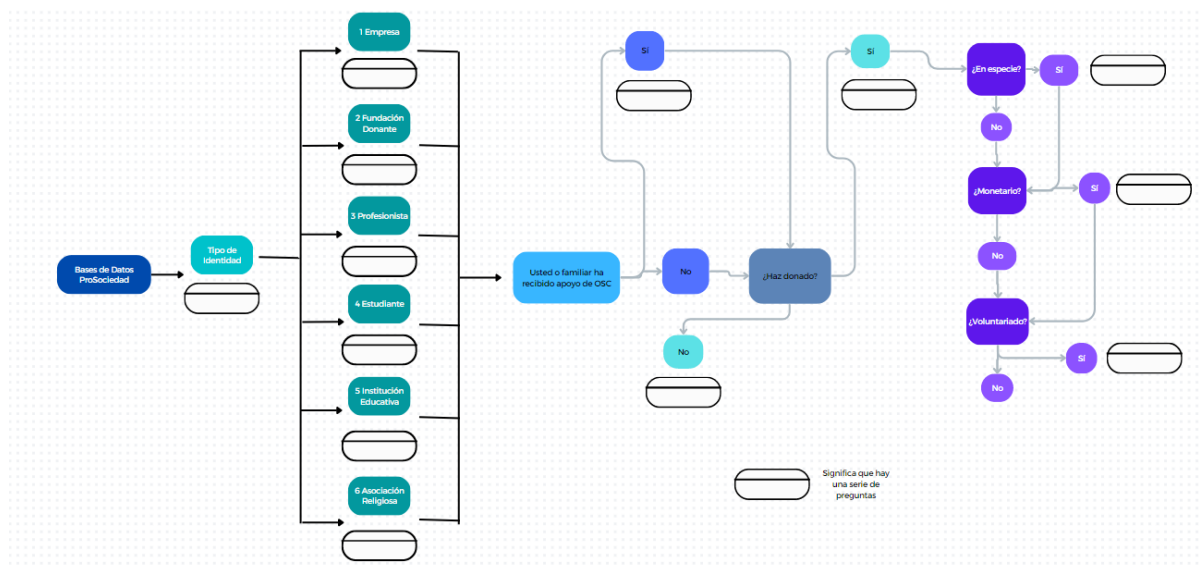 Bases de Datos
ProSociedad
Tipo de
Identidad
1 Empresa
2 Fundación
Donante
3 Profesionista
4 Estudiante
5 Institución
Educativa
6 Asociación
Religiosa
Usted o familiar ha
recibido apoyo de OSC
Sí
No
¿Haz donado?
No
Sí
¿En especie?
Sí
No
¿Monetario?
Sí
No
¿Voluntariado?
Sí
No
Significa que hay
una serie de
preguntas